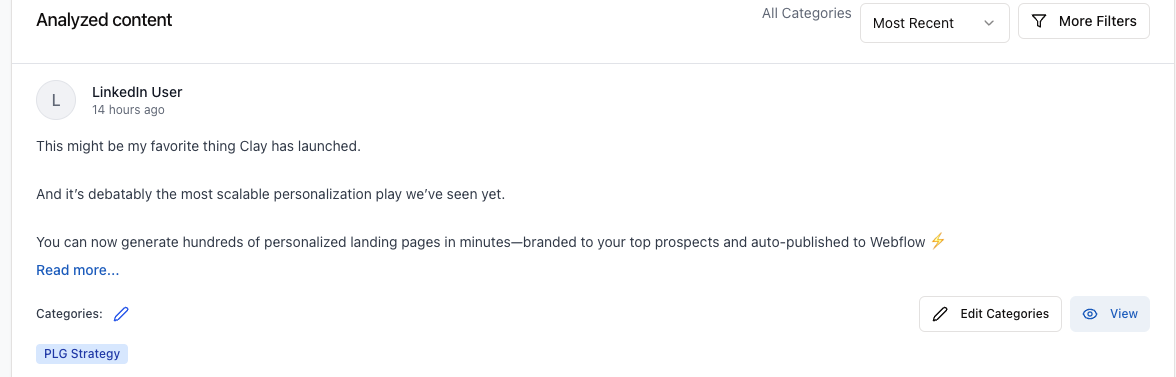 Analyzed content
All Categories
Most Recent
More Filters
L
LinkedIn User
14 hours ago
This might be my favorite thing Clay has launched.
And it’s debatably the most scalable personalization play we’ve seen yet.
You can now generate hundreds of personalized landing pages in minutes—branded to your top prospects and auto-published to Webflow ⚡
Read more...
Categories:
Edit Categories
View
PLG Strategy